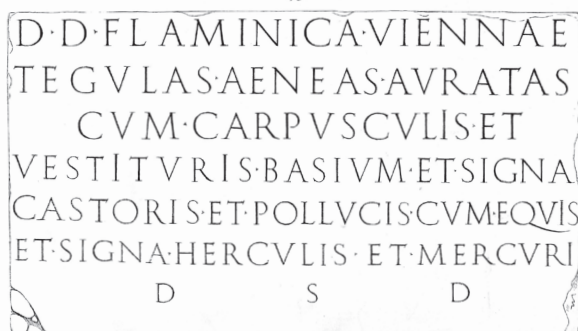 D·D·FLAMINICA·VIENNAE
TEGVLAS·AENEAS·AVRATAS
CVM·CARPVSCVLIS·ET
VESTITVRIS·BASIVM·ET·SIGNA
CASTORIS·ET·POLLVCIS·CVM·EQVIS
ET·SIGNA·HERCVLIS·ET·MERCVRI
D S D